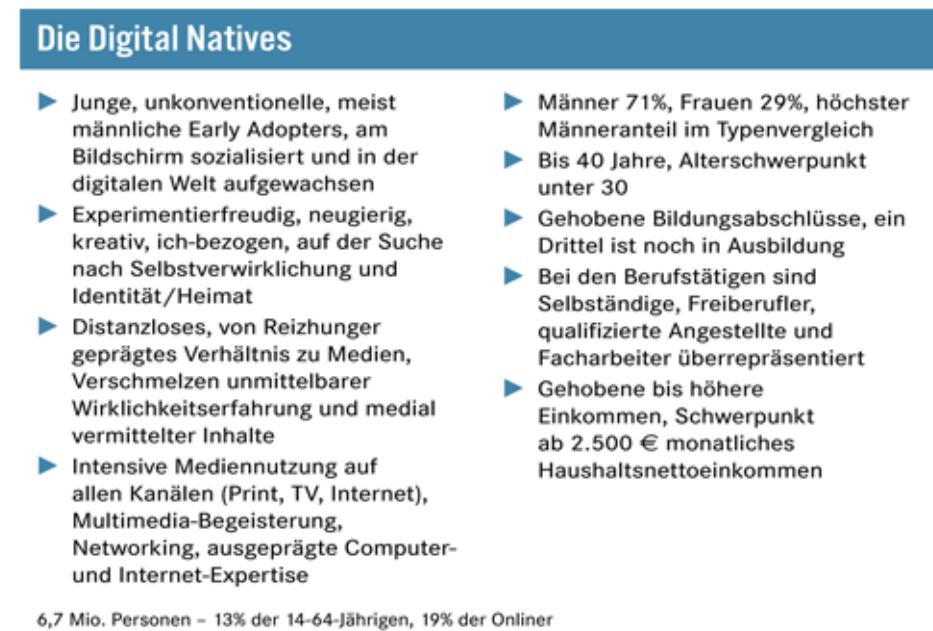 Die Digital Natives
▶ Junge, unkonventionelle, meist
männliche Early Adopters, am
Bildschirm sozialisiert und in der
digitalen Welt aufgewachsen
▶ Experimentierfreudig, neugierig,
kreativ, ich-bezogen, auf der Suche
nach Selbstverwirklichung und
Identität/Heimat
▶ Distanzloses, von Reizhunger
geprägtes Verhältnis zu Medien,
Verschmelzen unmittelbarer
Wirklichkeitserfahrung und medial
vermittelter Inhalte
▶ Intensive Mediennutzung auf
allen Kanälen (Print, TV, Internet),
Multimedia-Begeisterung,
Networking, ausgeprägte Computer-
und Internet-Expertise
▶ Männer 71%, Frauen 29%, höchster
Männeranteil im Typenvergleich
▶ Bis 40 Jahre, Alterschwerpunkt
unter 30
▶ Gehobene Bildungsabschlüsse, ein
Drittel ist noch in Ausbildung
▶ Bei den Berufstätigen sind
Selbständige, Freiberufler,
qualifizierte Angestellte und
Facharbeiter überrepräsentiert
▶ Gehobene bis höhere
Einkommen, Schwerpunkt
ab 2.500 € monatliches
Haushaltsnettoeinkommen
6,7 Mio. Personen – 13% der 14-64-Jährigen, 19% der Onliner